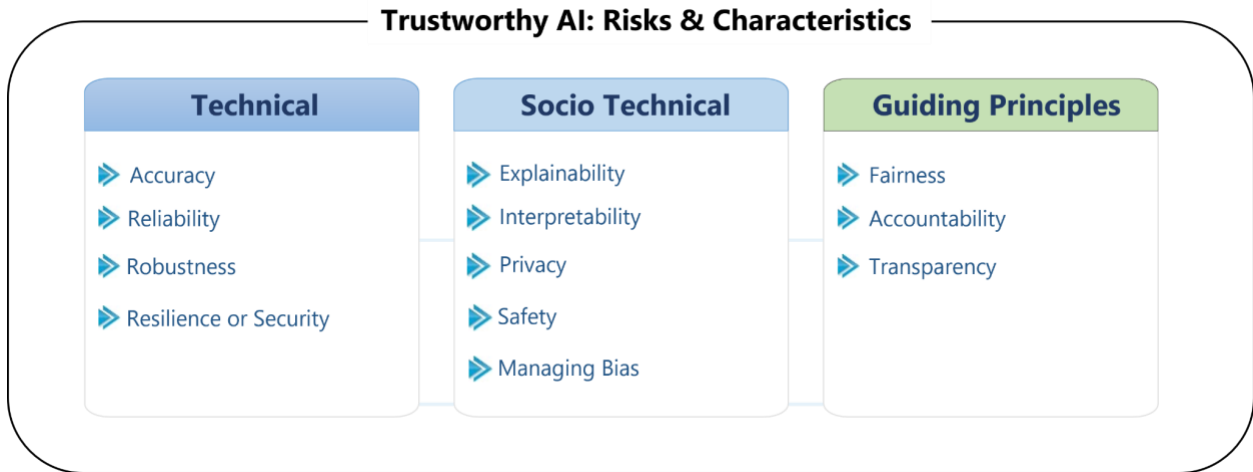 Trustworthy AI: Risks & Characteristics
Technical
Accuracy
Reliability
Robustness
Resilience or Security
Socio Technical
Explainability
Interpretability
Privacy
Safety
Managing Bias
Guiding Principles
Fairness
Accountability
Transparency